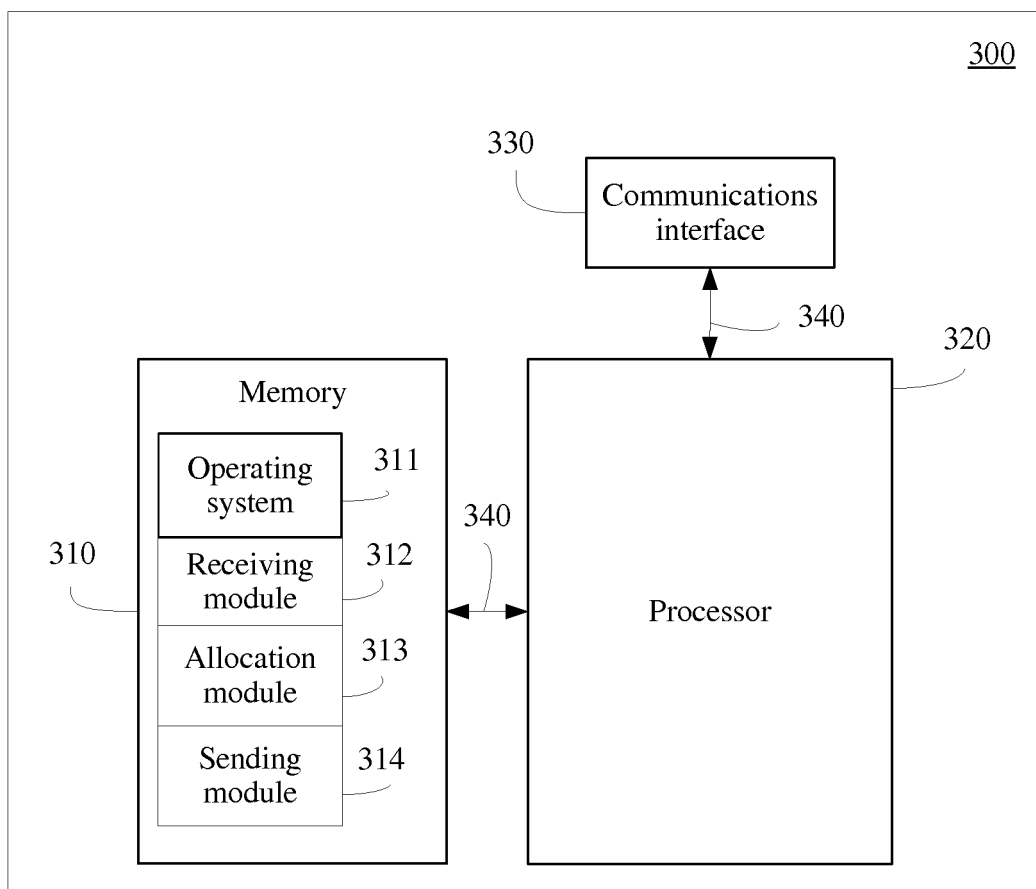 300
330
Communications
interface
340
320
Memory
Operating
system
311
340
310
Receiving
module
312
Processor
Allocation
module
313
Sending
module
314